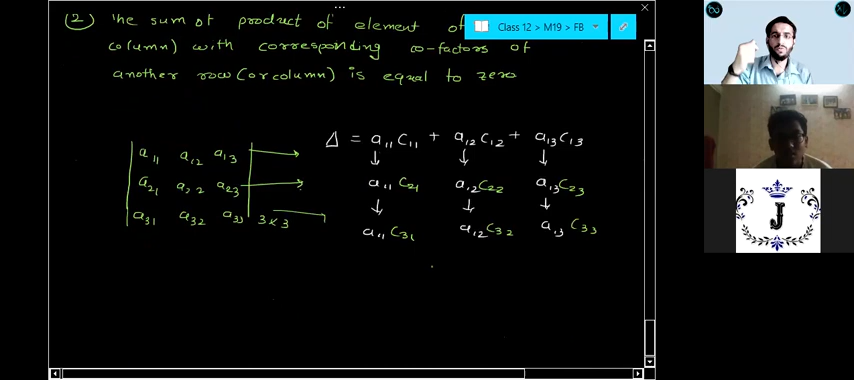 ...
Class 12 > M19 > FB
(2) The sum of product of element of
column) with corresponding co-factors of
another row (or column) is equal to zero
Δ = a11C11 + a12C12 + a13C13
a11 a12 a13
↓ ↓ ↓
a21 a22 a23
a11C21 a12C22 a13C23
↓ ↓ ↓
a31 a32 a33 3×3
a11C31 a12C32 a13C33
J